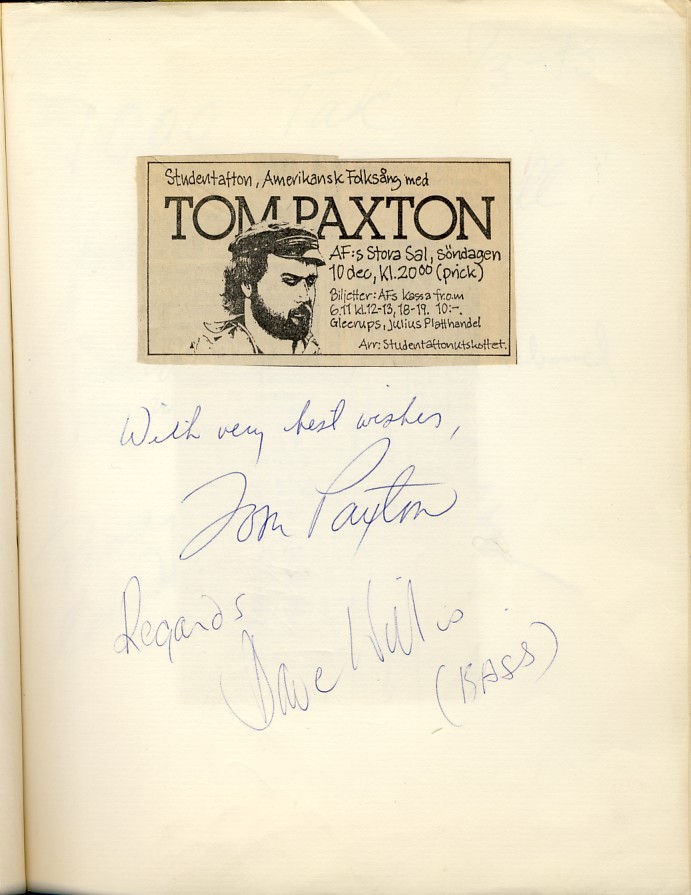 Studentafton, Amerikansk Folksång med
TOM PAXTON
AF:s Stora Sal, söndagen
10 dec, kl. 20⁰⁰ (prick)
Biljetter: AFs kassa fr.o.m
6.11 kl. 12-13, 18-19. 10:-.
Gleerups, Julius Platthandel
Arr: Studentaftonutskottet.
With very best wishes,
Tom Paxton
Regards
Dave Willis
(BASS)